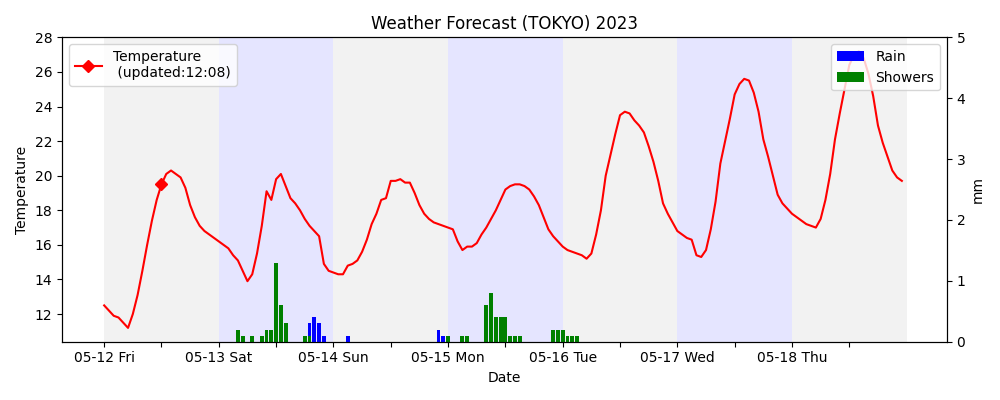 Weather Forecast (TOKYO) 2023
Temperature
(updated:12:08)
Rain
Showers
Temperature
28
26
24
22
20
18
16
14
12
5
4
3
2
1
0
mm
05-12 Fri
05-13 Sat
05-14 Sun
05-15 Mon
05-16 Tue
05-17 Wed
05-18 Thu
Date